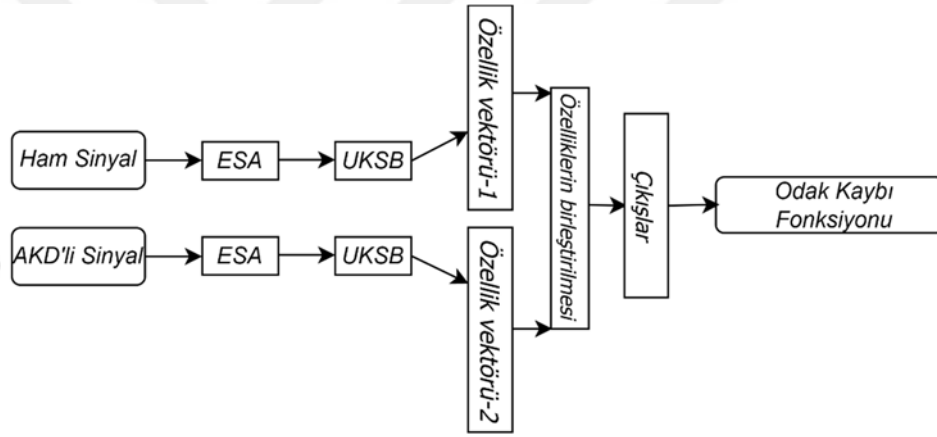 Ham Sinyal
ESA
UKSB
Özellik vektörü-1
AKD'li Sinyal
ESA
UKSB
Özellik vektörü-2
Özelliklerin birleştirilmesi
Çıkışlar
Odak Kaybı
Fonksiyonu